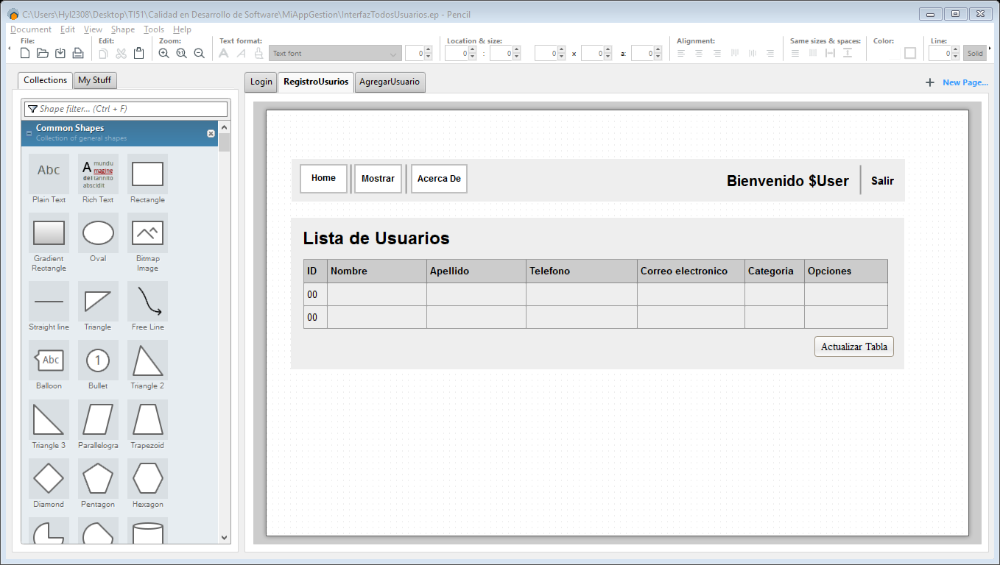 C:\Users\Hyl2308\Desktop\TI51\Calidad en Desarrollo de Software\MiAppGestion\InterfazTodosUsuarios.ep - Pencil
Document Edit View Shape Tools Help
File: Edit: Zoom: Text format: Location & size: Alignment: Same sizes & spaces: Color: Line:
Text font 0 0 : 0 0 x 0 a: 0 0 Solid
Collections My Stuff
Login RegistroUsurios AgregarUsuario New Page...
Shape filter... (Ctrl + F)
Common Shapes
Collection of general shapes
Abc
A mundu
magine
del tannito
abscidit
Plain Text Rich Text Rectangle
Gradient Rectangle Oval Bitmap Image
Straight line Triangle Free Line
Abc 1
Balloon Bullet Triangle 2
Triangle 3 Parallelogra Trapezoid
Diamond Pentagon Hexagon
Home Mostrar Acerca De Bienvenido $User Salir
Lista de Usuarios
ID Nombre Apellido Telefono Correo electronico Categoria Opciones
00
00
Actualizar Tabla